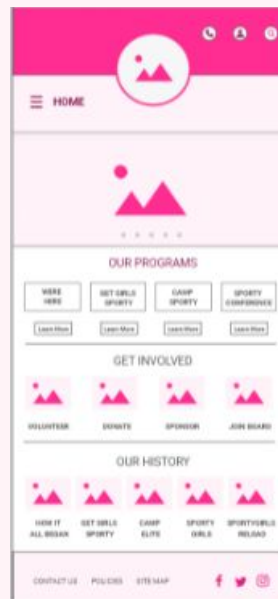 HOME
OUR PROGRAMS
WERE HERE
GET GIRLS SPORTY
CAMP SPORTY
SPORTY CONFERENCE
Learn More
Learn More
Learn More
Learn More
GET INVOLVED
VOLUNTEER
DONATE
SPONSOR
JOIN BOARD
OUR HISTORY
HOW IT ALL BEGAN
GET GIRLS SPORTY
CAMP ELITE
SPORTY GIRLS
SPORTYGIRLS RELOAD
CONTACT US
POLICIES
SITE MAP